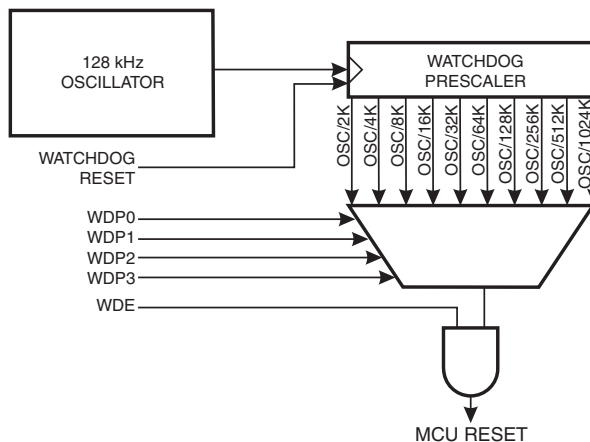 128 kHz
OSCILLATOR
WATCHDOG
PRESCALER
OSC/2K
OSC/4K
OSC/8K
OSC/16K
OSC/32K
OSC/64K
OSC/128K
OSC/256K
OSC/512K
OSC/1024K
WATCHDOG
RESET
WDP0
WDP1
WDP2
WDP3
WDE
MCU RESET